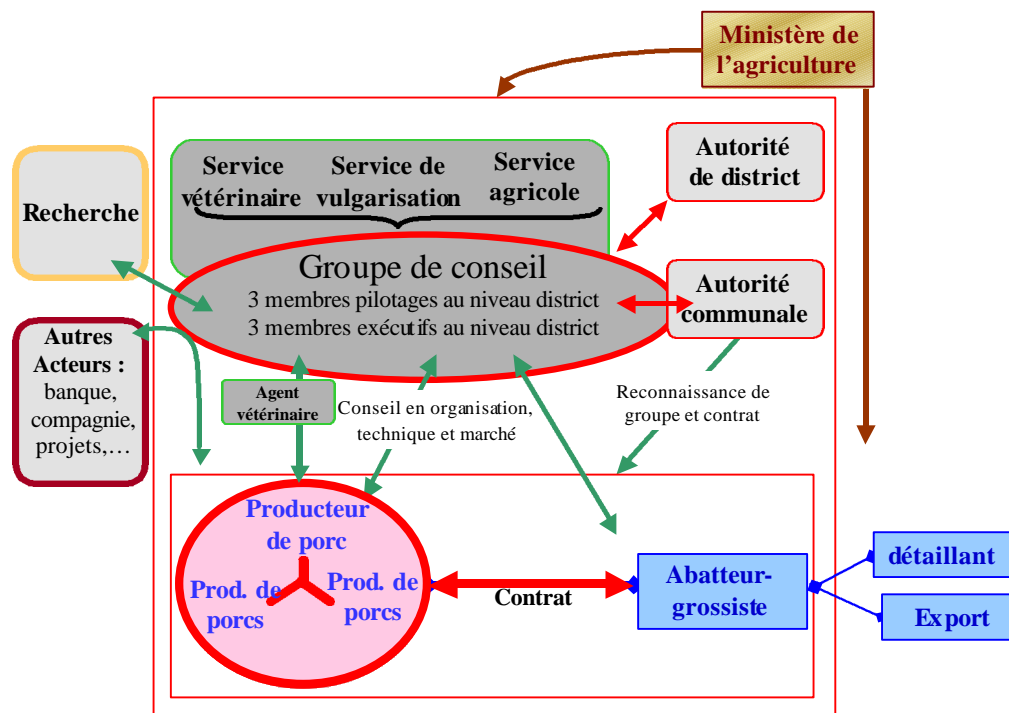 Ministère de
l'agriculture
Service
vétérinaire
Service de
vulgarisation
Service
agricole
Autorité
de district
Recherche
Groupe de conseil
3 membres pilotages au niveau district
3 membres exécutifs au niveau district
Autorité
communale
Autres
Acteurs :
banque,
compagnie,
projets,…
Agent
vétérinaire
Conseil en organisation,
technique et marché
Reconnaissance de
groupe et contrat
Producteur
de porc
Prod. de
porcs
Prod. de
porcs
Contrat
Abatteur-
grossiste
détaillant
Export